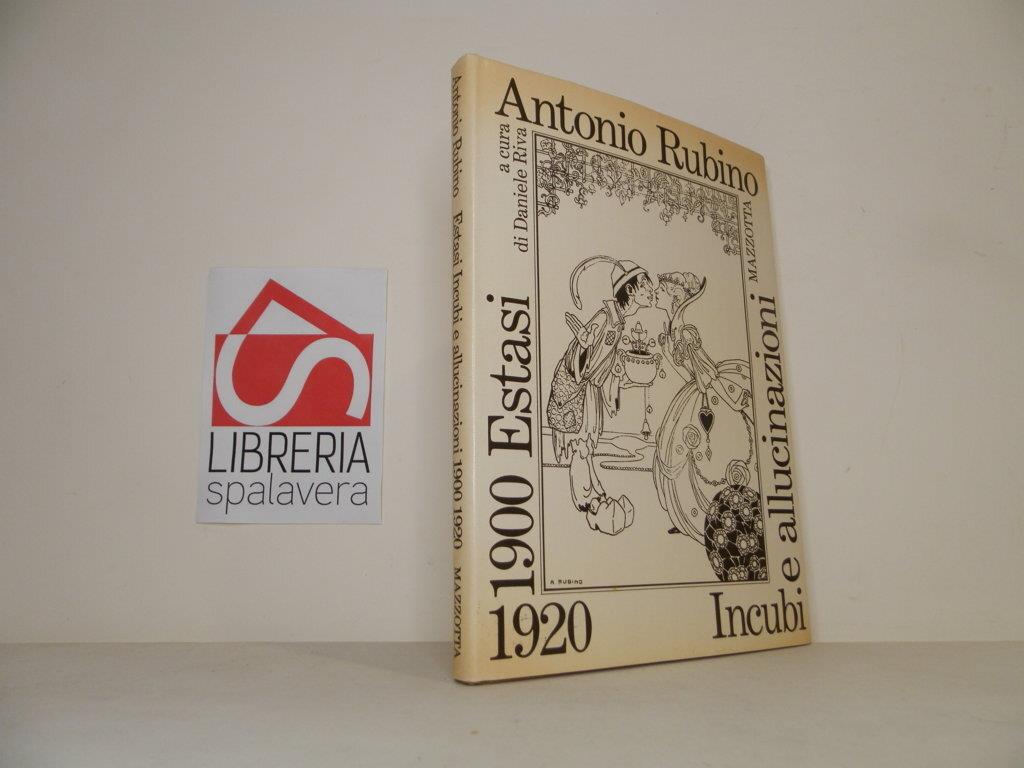 LIBRERIA
spalavera
Antonio Rubino Estasi Incubi e allucinazioni 1900 1920 MAZZOTTA
Antonio Rubino
a cura
di Daniele Riva
MAZZOTTA
1900 Estasi
1920
Incubi
e allucinazioni
A RUBINO